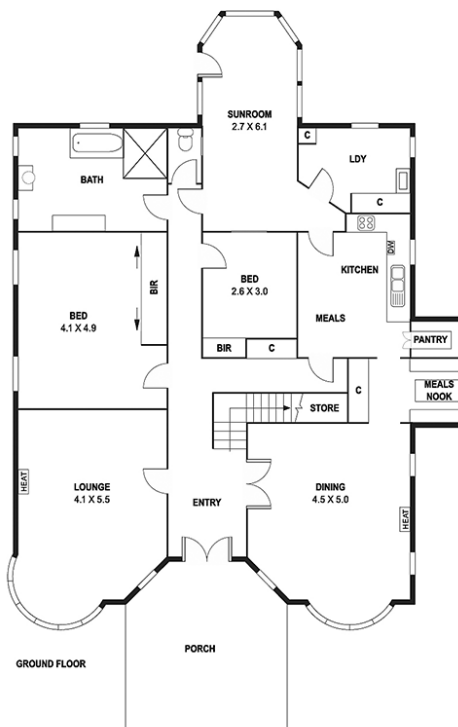 SUNROOM
2.7 X 6.1
C
LDY
BATH
C
DW
KITCHEN
BED
4.1 X 4.9
BIR
BED
2.6 X 3.0
MEALS
PANTRY
BIR
C
MEALS
NOOK
C
STORE
HEAT
LOUNGE
4.1 X 5.5
ENTRY
DINING
4.5 X 5.0
HEAT
PORCH
GROUND FLOOR